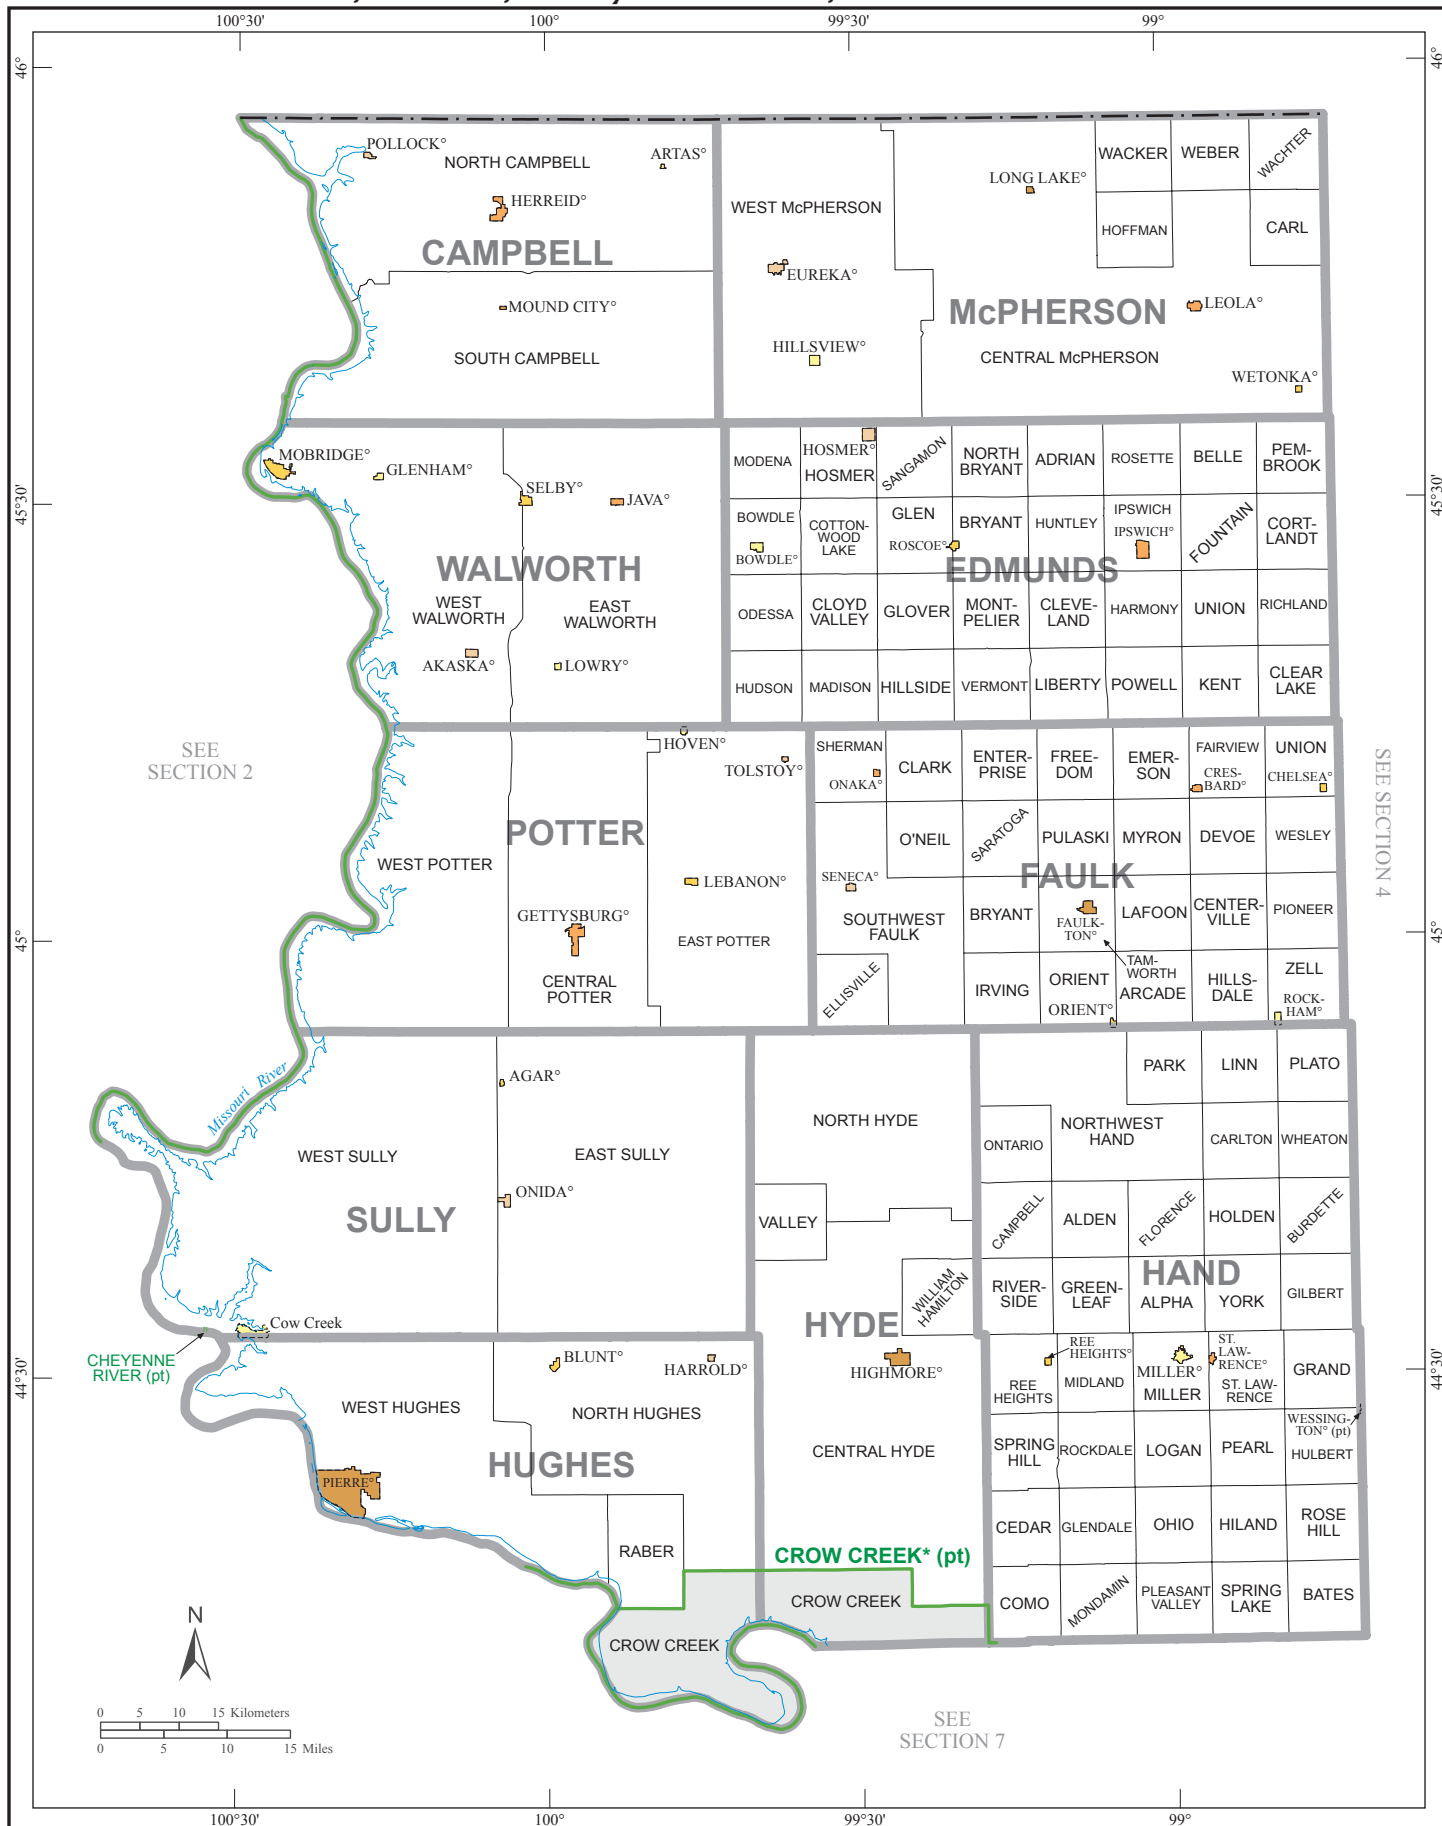 100°30'
100°
99°30'
99°
46°
46°
POLLOCK°
NORTH CAMPBELL
ARTAS°
HERREID°
CAMPBELL
MOUND CITY°
SOUTH CAMPBELL
WEST McPHERSON
LONG LAKE°
WACKER
WEBER
WACHTER
HOFFMAN
CARL
EUREKA°
McPHERSON
LEOLA°
HILLSVIEW°
CENTRAL McPHERSON
WETONKA°
MOBRIDGE°
GLENHAM°
SELBY°
JAVA°
WALWORTH
WEST
WALWORTH
EAST
WALWORTH
AKASKA°
LOWRY°
45°30'
45°30'
MODENA
HOSMER°
HOSMER
SANGAMON
NORTH
BRYANT
ADRIAN
ROSETTE
BELLE
PEM-
BROOK
BOWDLE
BOWDLE°
COTTON-
WOOD
LAKE
GLEN
ROSCOE°
BRYANT
HUNTLEY
IPSWICH
IPSWICH°
FOUNTAIN
CORT-
LANDT
EDMUNDS
ODESSA
CLOYD
VALLEY
GLOVER
MONT-
PELIER
CLEVE-
LAND
HARMONY
UNION
RICHLAND
HUDSON
MADISON
HILLSIDE
VERMONT
LIBERTY
POWELL
KENT
CLEAR
LAKE
SEE
SECTION 2
SEE SECTION 4
HOVEN°
TOLSTOY°
POTTER
WEST POTTER
LEBANON°
GETTYSBURG°
EAST POTTER
CENTRAL
POTTER
SHERMAN
ONAKA°
CLARK
ENTER-
PRISE
FREE-
DOM
EMER-
SON
FAIRVIEW
CRES-
BARD°
UNION
CHELSEA°
O'NEIL
SARATOGA
PULASKI
MYRON
DEVOE
WESLEY
FAULK
SENECA°
SOUTHWEST
FAULK
BRYANT
FAULK-
TON°
LAFOON
CENTER-
VILLE
PIONEER
ELLISVILLE
IRVING
ORIENT
ORIENT°
TAM-
WORTH
ARCADE
HILLS-
DALE
ZELL
ROCK-
HAM°
45°
45°
Missouri River
AGAR°
WEST SULLY
EAST SULLY
ONIDA°
SULLY
Cow Creek
CHEYENNE
RIVER (pt)
NORTH HYDE
VALLEY
WILLIAM
HAMILTON
HYDE
HIGHMORE°
CENTRAL HYDE
PARK
LINN
PLATO
ONTARIO
NORTHWEST
HAND
CARLTON
WHEATON
CAMPBELL
ALDEN
FLORENCE
HOLDEN
BURDETTE
HAND
RIVER-
SIDE
GREEN-
LEAF
ALPHA
YORK
GILBERT
REE
HEIGHTS°
REE
HEIGHTS
MIDLAND
MILLER°
MILLER
ST.
LAW-
RENCE°
ST. LAW-
RENCE
GRAND
WESSING-
TON° (pt)
HULBERT
SPRING
HILL
ROCKDALE
LOGAN
PEARL
CEDAR
GLENDALE
OHIO
HILAND
ROSE
HILL
COMO
MONDAMIN
PLEASANT
VALLEY
SPRING
LAKE
BATES
44°30'
44°30'
BLUNT°
HARROLD°
WEST HUGHES
NORTH HUGHES
HUGHES
PIERRE°
RABER
CROW CREEK* (pt)
CROW CREEK
CROW CREEK
N
0 5 10 15 Kilometers
0 5 10 15 Miles
SEE
SECTION 7
100°30'
100°
99°30'
99°